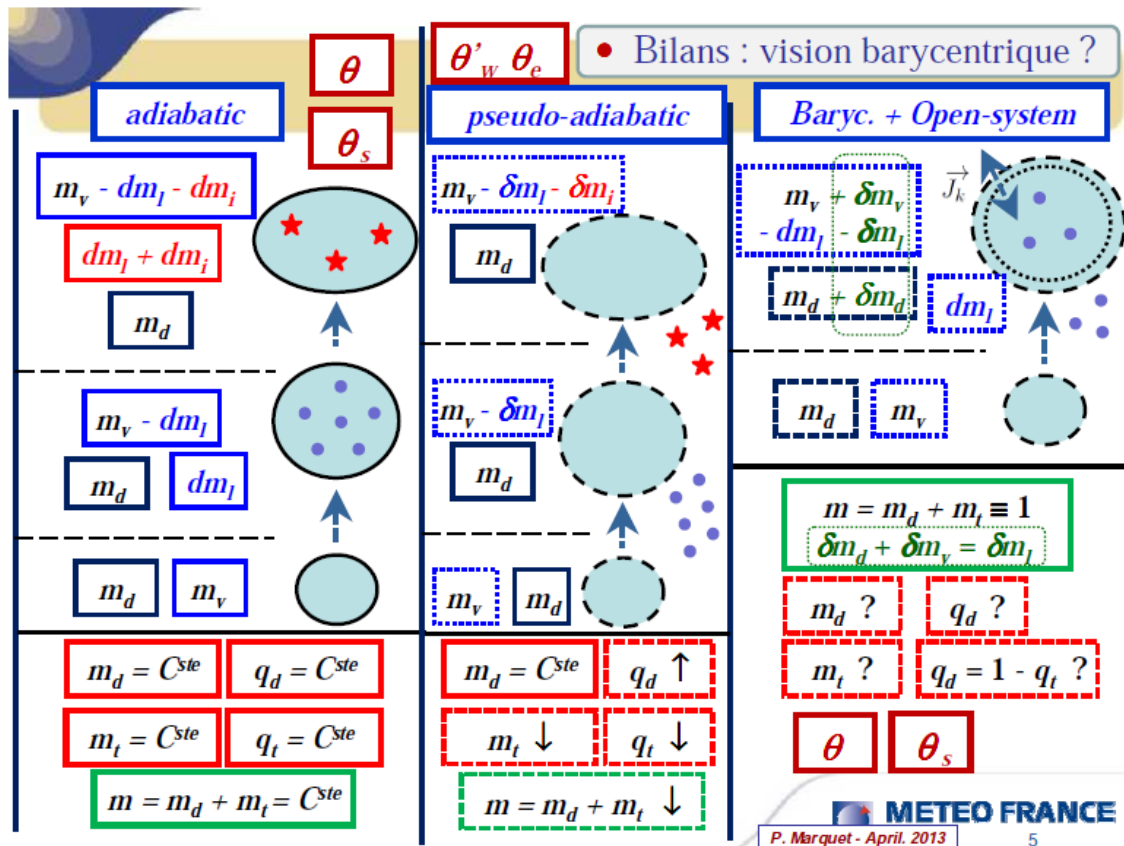 • Bilans : vision barycentrique ?
θ
θs
θ'w θe
adiabatic
mv - dml - dmi
dml + dmi
md
mv - dml
md dml
md mv
md = Cste qd = Cste
mt = Cste qt = Cste
m = md + mt = Cste
pseudo-adiabatic
mv - δml - δmi
md
mv - δml
md
mv md
md = Cste qd ↑
mt ↓ qt ↓
m = md + mt ↓
Baryc. + Open-system
Jk
mv + δmv
- dml - δml
md + δmd dml
md mv
m = md + mt ≡ 1
δmd + δmv = δml
md ? qd ?
mt ? qd = 1 - qt ?
θ θs
METEO FRANCE
P. Marquet - April. 2013 5